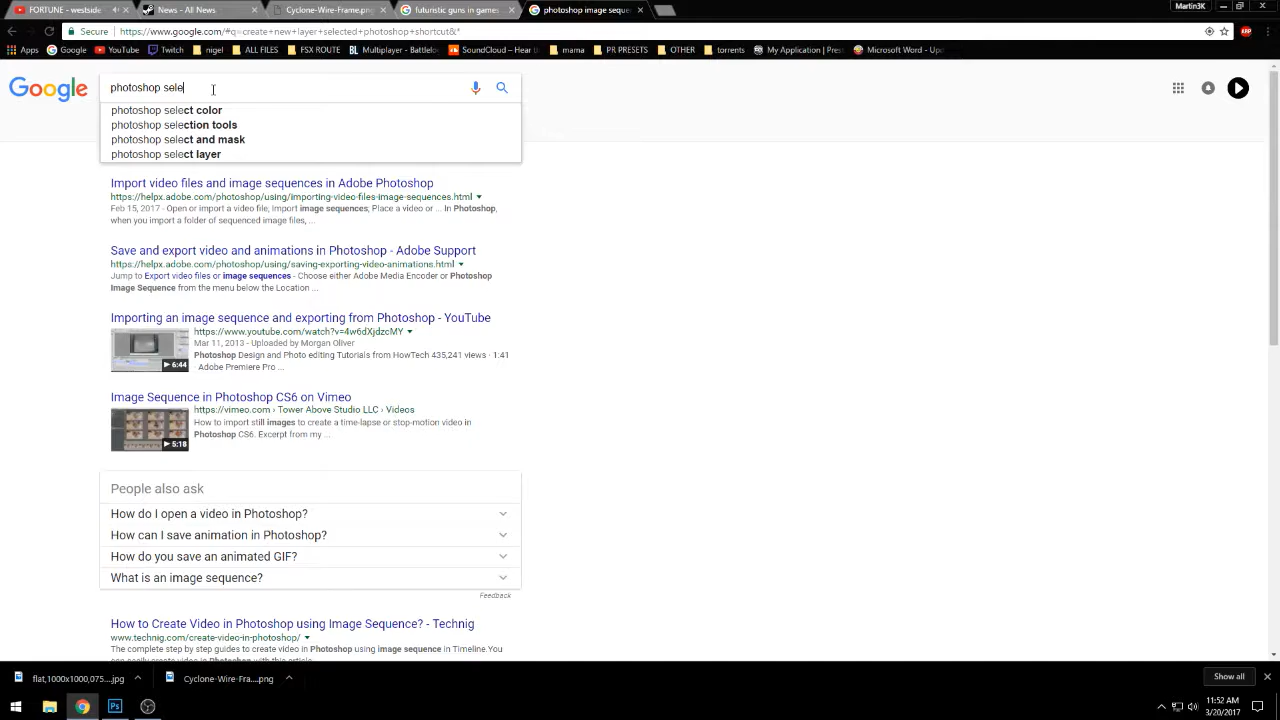 FORTUNE - westside
News - All News
Cyclone-Wire-Frame.png
futuristic guns in games
photoshop image seque
Martin3K
Secure
https://www.google.com/#q=create+new+layer+selected+photoshop+shortcut&*
Apps
Google
YouTube
Twitch
nigel
ALL FILES
FSX ROUTE
Multiplayer - Battlelo
SoundCloud – Hear t
mama
PR PRESETS
OTHER
torrents
My Application | Pres
Microsoft Word - Up
Google
photoshop sele
photoshop select color
photoshop selection tools
photoshop select and mask
photoshop select layer
Import video files and image sequences in Adobe Photoshop
https://helpx.adobe.com/photoshop/using/importing-video-files-image-sequences.html
Feb 15, 2017 - Open or import a video file; Import image sequences; Place a video or ... In Photoshop,
when you import a folder of sequenced image files, ...
Save and export video and animations in Photoshop - Adobe Support
https://helpx.adobe.com/photoshop/using/saving-exporting-video-animations.html
Jump to Export video files or image sequences - Choose either Adobe Media Encoder or Photoshop
Image Sequence from the menu below the Location ...
Importing an image sequence and exporting from Photoshop - YouTube
https://www.youtube.com/watch?v=4w6dXjdzcMY
Mar 11, 2013 - Uploaded by Morgan Oliver
Photoshop Design and Photo editing Tutorials from HowTech 435,241 views · 1:41
6:44
· Adobe Premiere Pro ...
Image Sequence in Photoshop CS6 on Vimeo
https://vimeo.com › Tower Above Studio LLC › Videos
How to import still images to create a time-lapse or stop-motion video in
Photoshop CS6. Excerpt from my ...
5:18
People also ask
How do I open a video in Photoshop?
How can I save animation in Photoshop?
How do you save an animated GIF?
What is an image sequence?
Feedback
How to Create Video in Photoshop using Image Sequence? - Technig
www.technig.com/create-video-in-photoshop/
The complete step by step guides to create video in Photoshop using image sequence in Timeline.You
flat,1000x1000,075....jpg
Cyclone-Wire-Fra....png
Show all
Ps
11:52 AM
3/20/2017